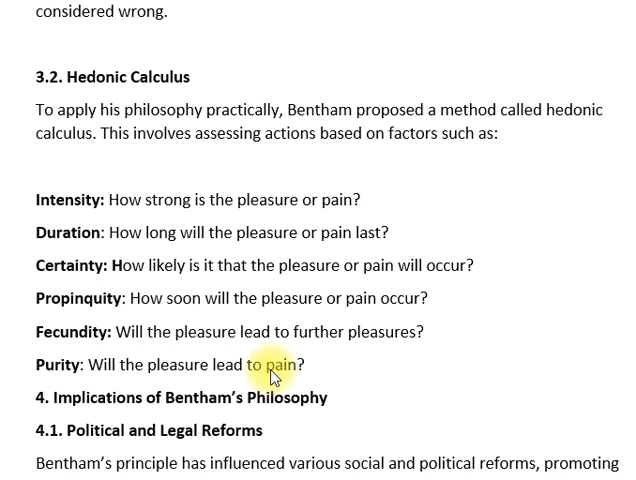 considered wrong.
3.2. Hedonic Calculus
To apply his philosophy practically, Bentham proposed a method called hedonic
calculus. This involves assessing actions based on factors such as:
Intensity: How strong is the pleasure or pain?
Duration: How long will the pleasure or pain last?
Certainty: How likely is it that the pleasure or pain will occur?
Propinquity: How soon will the pleasure or pain occur?
Fecundity: Will the pleasure lead to further pleasures?
Purity: Will the pleasure lead to pain?
4. Implications of Bentham’s Philosophy
4.1. Political and Legal Reforms
Bentham’s principle has influenced various social and political reforms, promoting